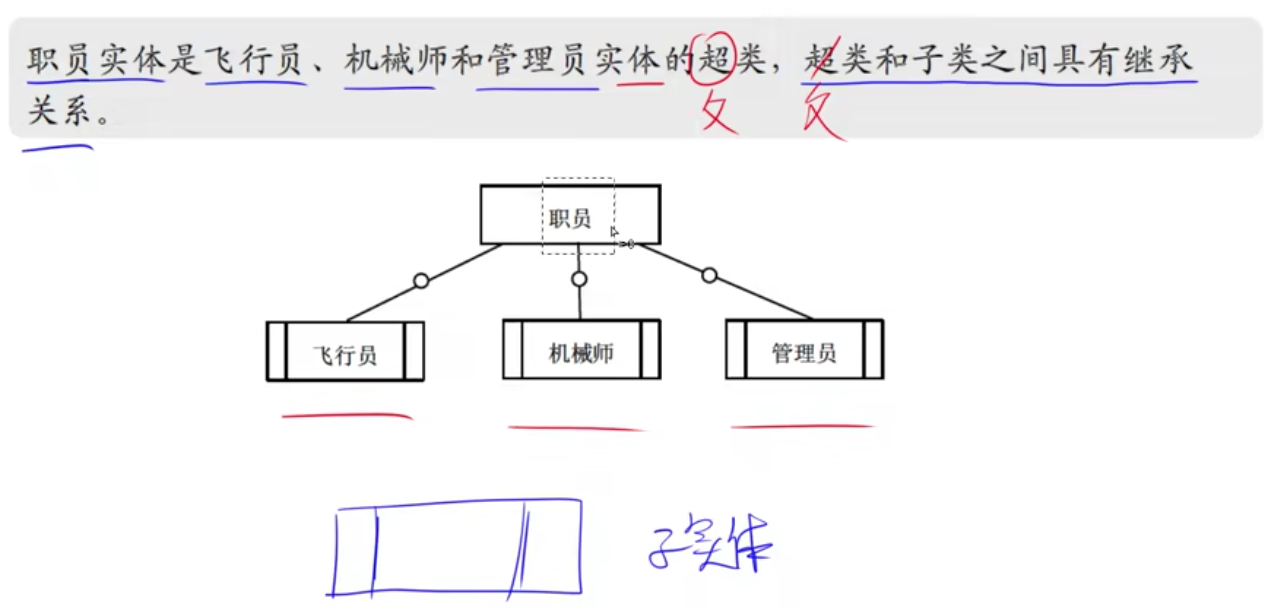 职员实体是飞行员、机械师和管理员实体的超类，超类和子类之间具有继承
关系。
父 父
职员
飞行员 机械师 管理员
子实体